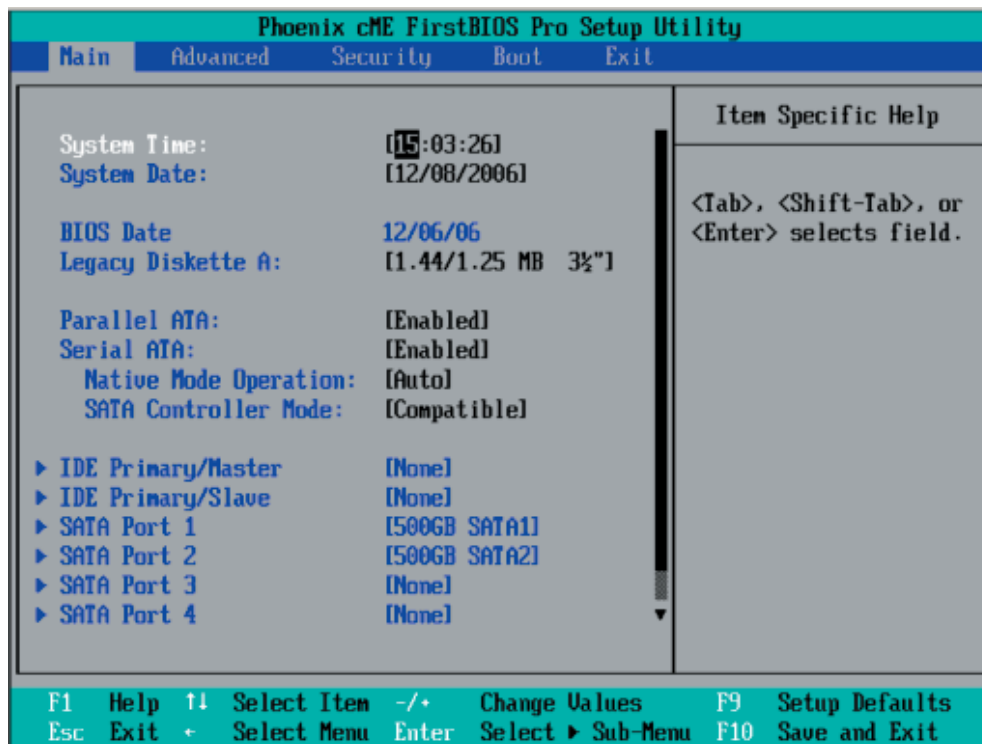 Phoenix cME FirstBIOS Pro Setup Utility
Main Advanced Security Boot Exit
Item Specific Help
System Time: [15:03:26]
System Date: [12/08/2006]
<Tab>, <Shift-Tab>, or
<Enter> selects field.
BIOS Date 12/06/06
Legacy Diskette A: [1.44/1.25 MB 3½"]
Parallel ATA: [Enabled]
Serial ATA: [Enabled]
Native Mode Operation: [Auto]
SATA Controller Mode: [Compatible]
▶ IDE Primary/Master [None]
▶ IDE Primary/Slave [None]
▶ SATA Port 1 [500GB SATA1]
▶ SATA Port 2 [500GB SATA2]
▶ SATA Port 3 [None]
▶ SATA Port 4 [None]
F1 Help ↑↓ Select Item -/+ Change Values F9 Setup Defaults
Esc Exit ← Select Menu Enter Select ▶ Sub-Menu F10 Save and Exit